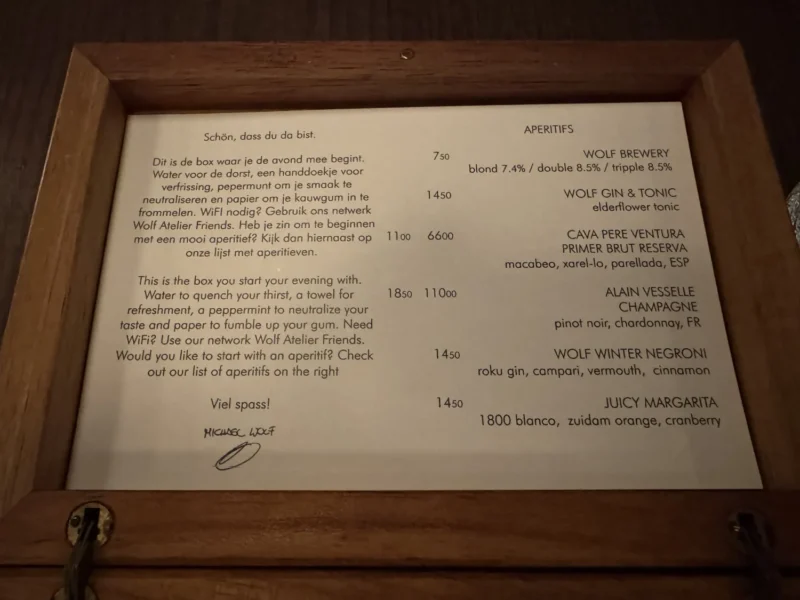 Schön, dass du da bist.
Dit is de box waar je de avond mee begint.
Water voor de dorst, een handdoekje voor
verfrissing, pepermunt om je smaak te
neutraliseren en papier om je kauwgum in te
frommelen. WiFI nodig? Gebruik ons netwerk
Wolf Atelier Friends. Heb je zin om te beginnen
met een mooi aperitief? Kijk dan hiernaast op
onze lijst met aperitieven.
This is the box you start your evening with.
Water to quench your thirst, a towel for
refreshment, a peppermint to neutralize your
taste and paper to fumble up your gum. Need
WiFi? Use our network Wolf Atelier Friends.
Would you like to start with an aperitif? Check
out our list of aperitifs on the right
Viel spass!
MICHAEL WOLF
APERITIFS
750 WOLF BREWERY
blond 7.4% / double 8.5% / tripple 8.5%
1450 WOLF GIN & TONIC
elderflower tonic
1100 6600 CAVA PERE VENTURA
PRIMER BRUT RESERVA
macabeo, xarel-lo, parellada, ESP
1850 11000 ALAIN VESSELLE
CHAMPAGNE
pinot noir, chardonnay, FR
1450 WOLF WINTER NEGRONI
roku gin, campari, vermouth, cinnamon
1450 JUICY MARGARITA
1800 blanco, zuidam orange, cranberry